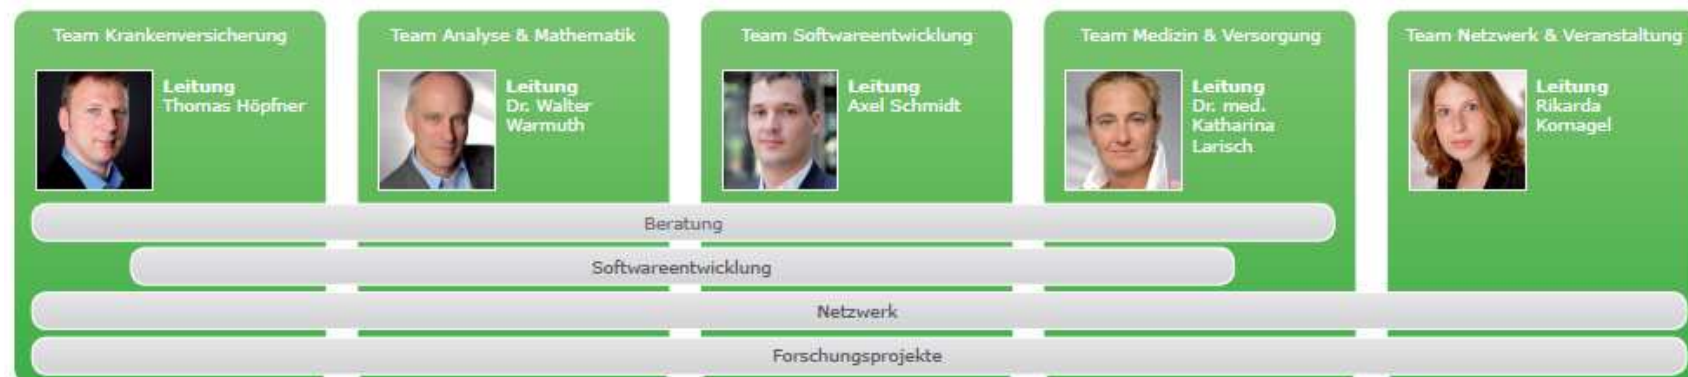 Team Krankenversicherung
Leitung
Thomas Höpfner
Team Analyse & Mathematik
Leitung
Dr. Walter
Warmuth
Team Softwareentwicklung
Leitung
Axel Schmidt
Team Medizin & Versorgung
Leitung
Dr. med.
Katharina
Larisch
Team Netzwerk & Veranstaltung
Leitung
Rikarda
Kornagel
Beratung
Softwareentwicklung
Netzwerk
Forschungsprojekte